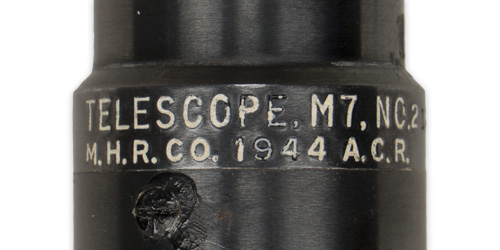 TELESCOPE, M7, NO.2
M.H.R. CO. 1944 A.C.R.